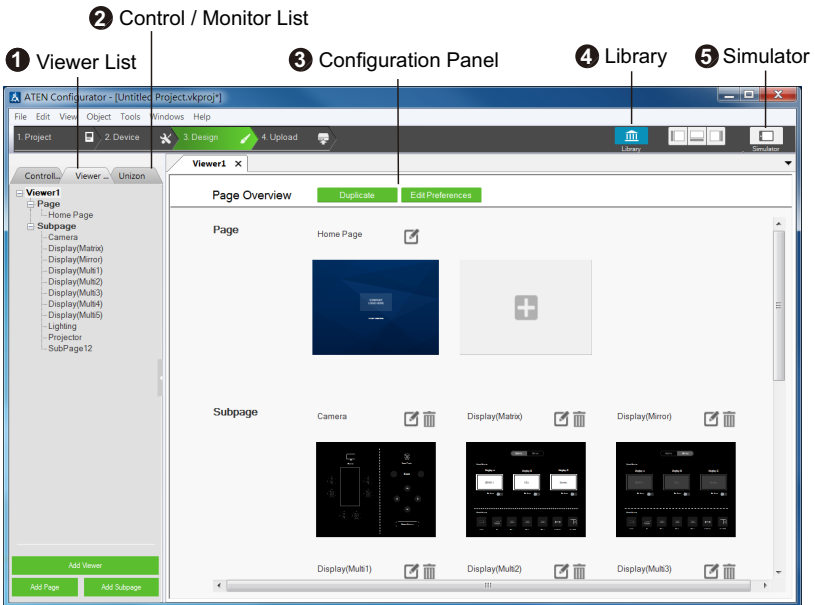 2 Control / Monitor List
1 Viewer List
3 Configuration Panel
4 Library
5 Simulator
ATEN Configurator - [Untitled Project.vkproj*]
File Edit View Object Tools Windows Help
1. Project
2. Device
3. Design
4. Upload
Library
Simulator
Controll...
Viewer ...
Unizon
Viewer1
Page
Home Page
Subpage
Camera
Display(Matrix)
Display(Mirror)
Display(Multi1)
Display(Multi2)
Display(Multi3)
Display(Multi4)
Display(Multi5)
Lighting
Projector
SubPage12
Add Viewer
Add Page
Add Subpage
Viewer1 X
Page Overview
Duplicate
Edit Preferences
Page
Home Page
Subpage
Camera
Display(Matrix)
Display(Mirror)
Display(Multi1)
Display(Multi2)
Display(Multi3)